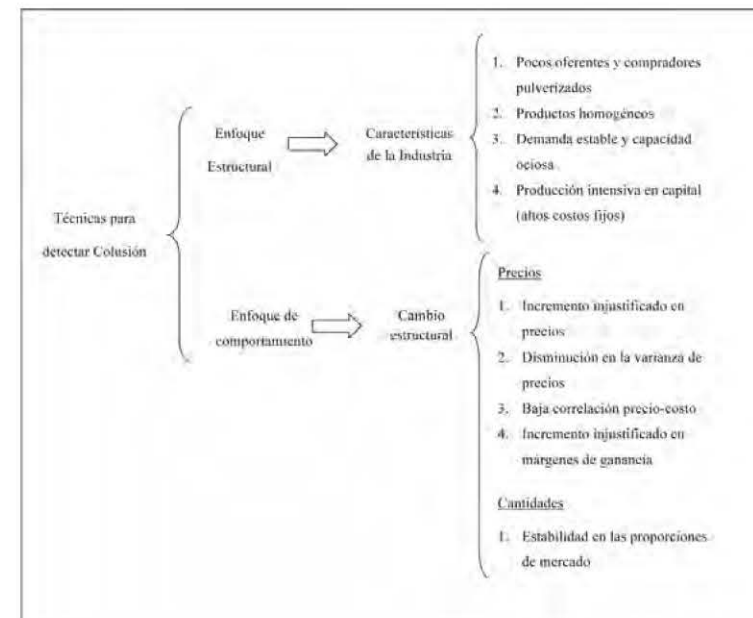 Técnicas para
detectar Colusión
Enfoque
Estructural
Características
de la Industria
1. Pocos oferentes y compradores
pulverizados
2. Productos homogéneos
3. Demanda estable y capacidad
ociosa
4. Producción intensiva en capital
(altos costos fijos)
Enfoque de
comportamiento
Cambio
estructural
Precios
1. Incremento injustificado en
precios
2. Disminución en la varianza de
precios
3. Baja correlación precio-costo
4. Incremento injustificado en
márgenes de ganancia
Cantidades
1. Estabilidad en las proporciones
de mercado